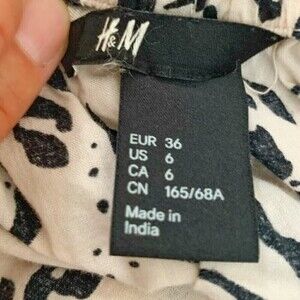 H&M
EUR 36
US 6
CA 6
CN 165/68A
Made in
India